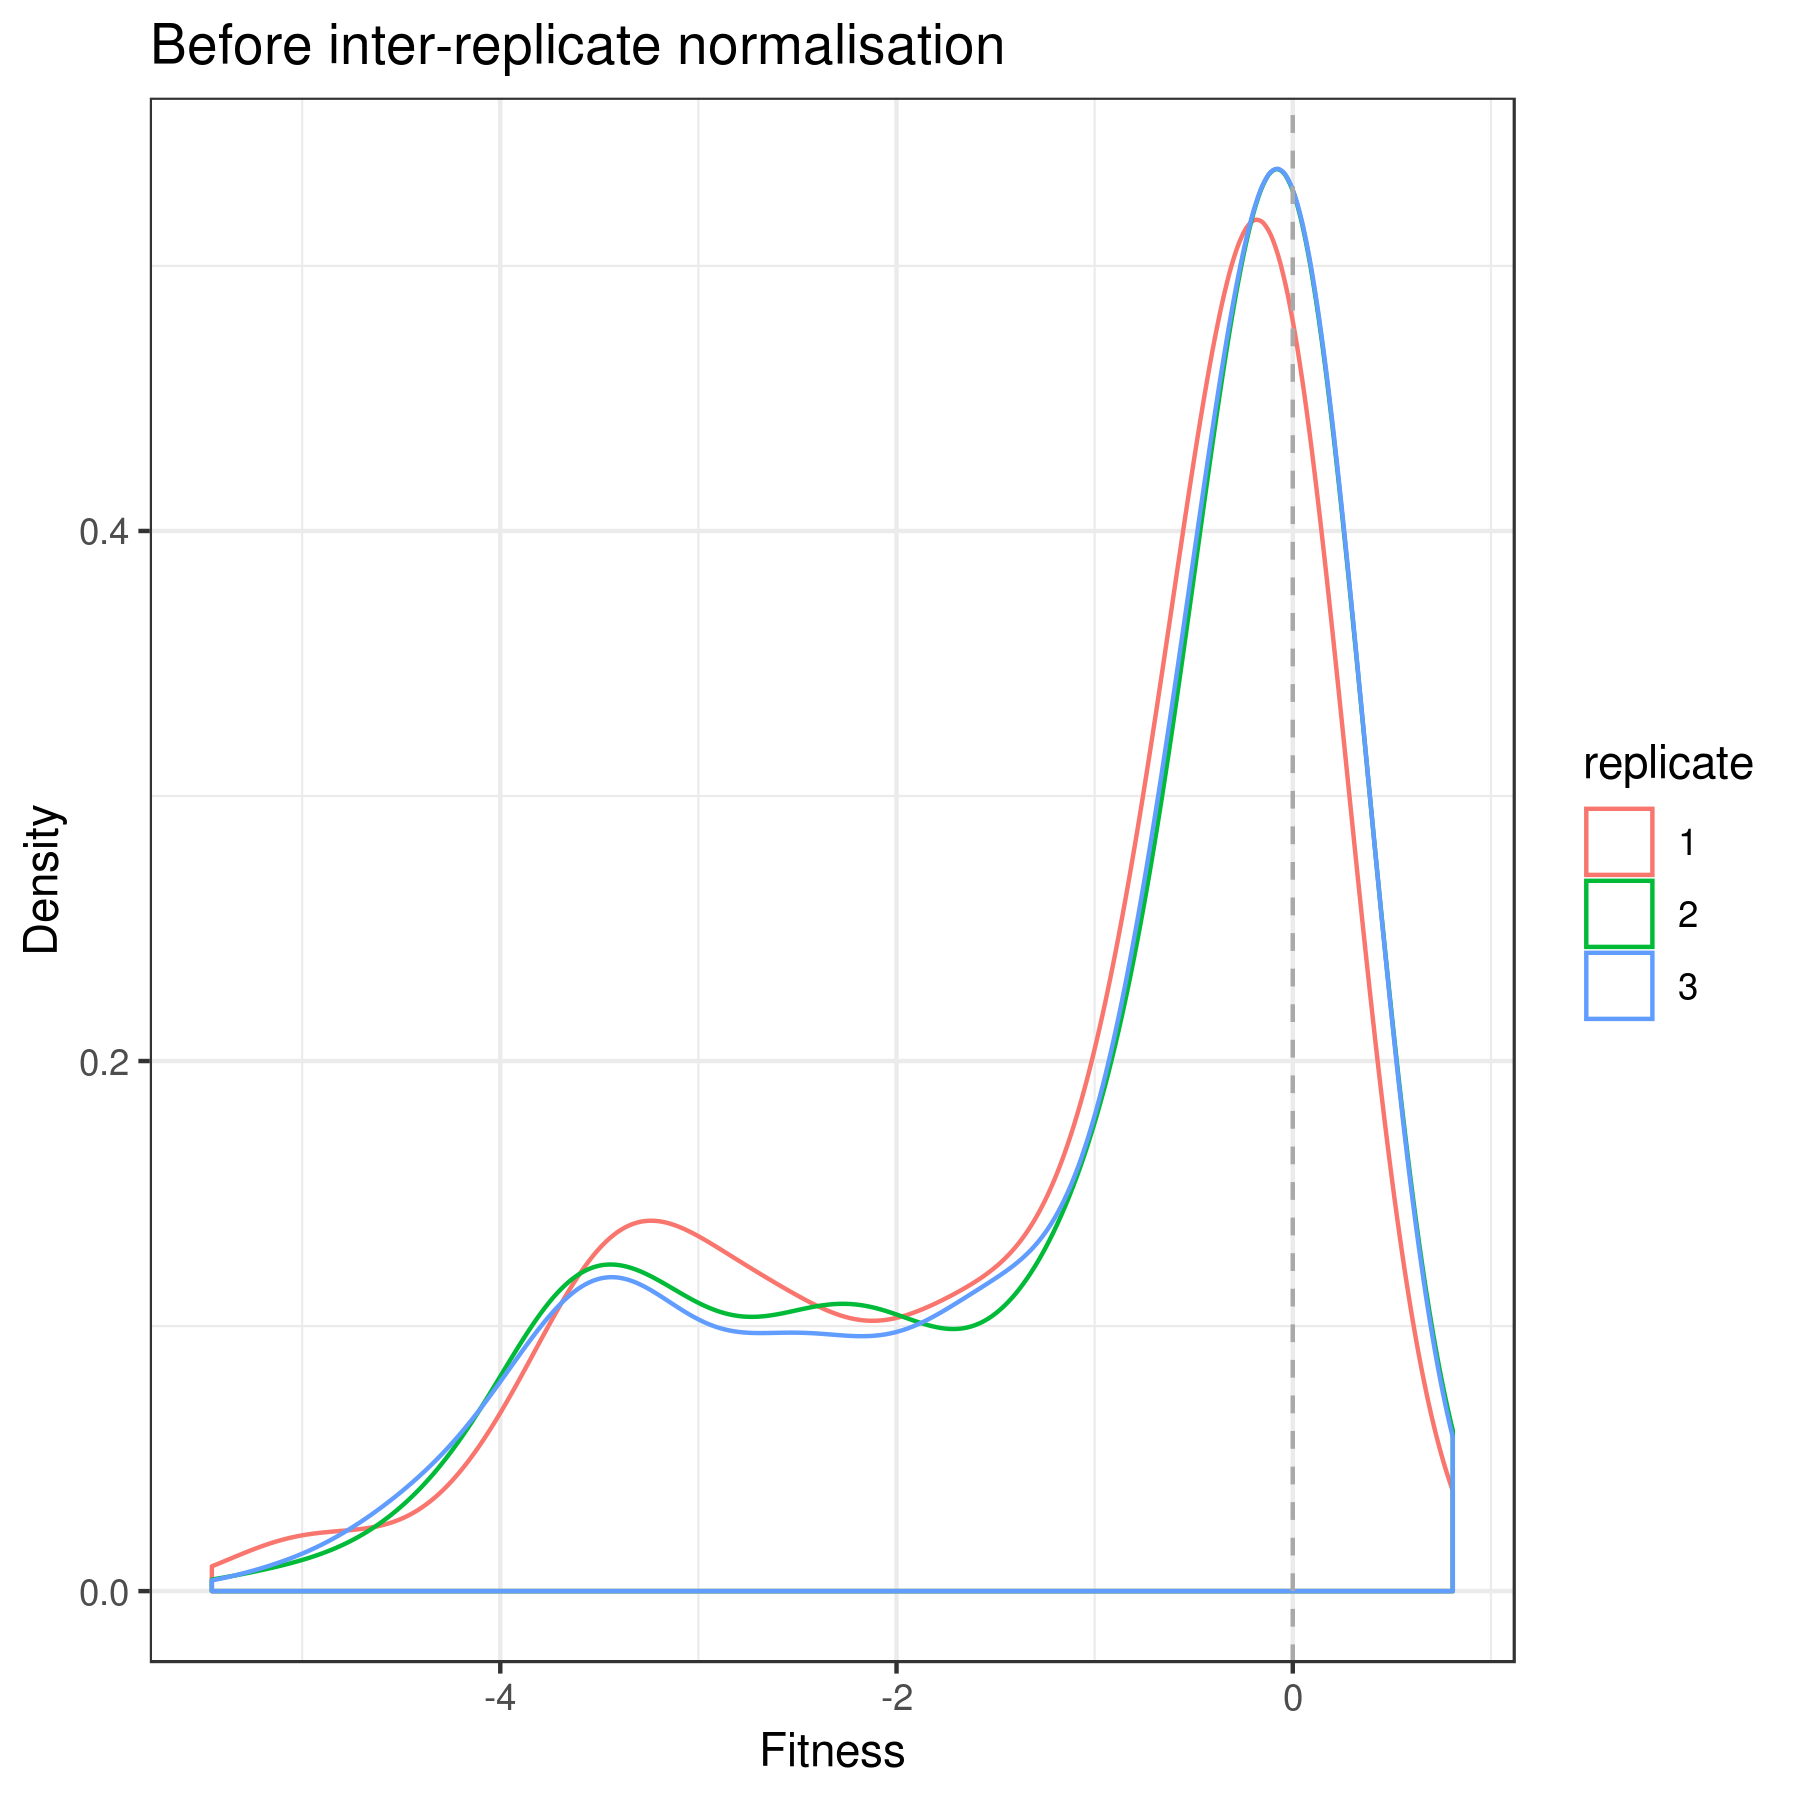 Before inter-replicate normalisation
Density
0.4
0.2
0.0
-4
-2
0
Fitness
replicate
1
2
3